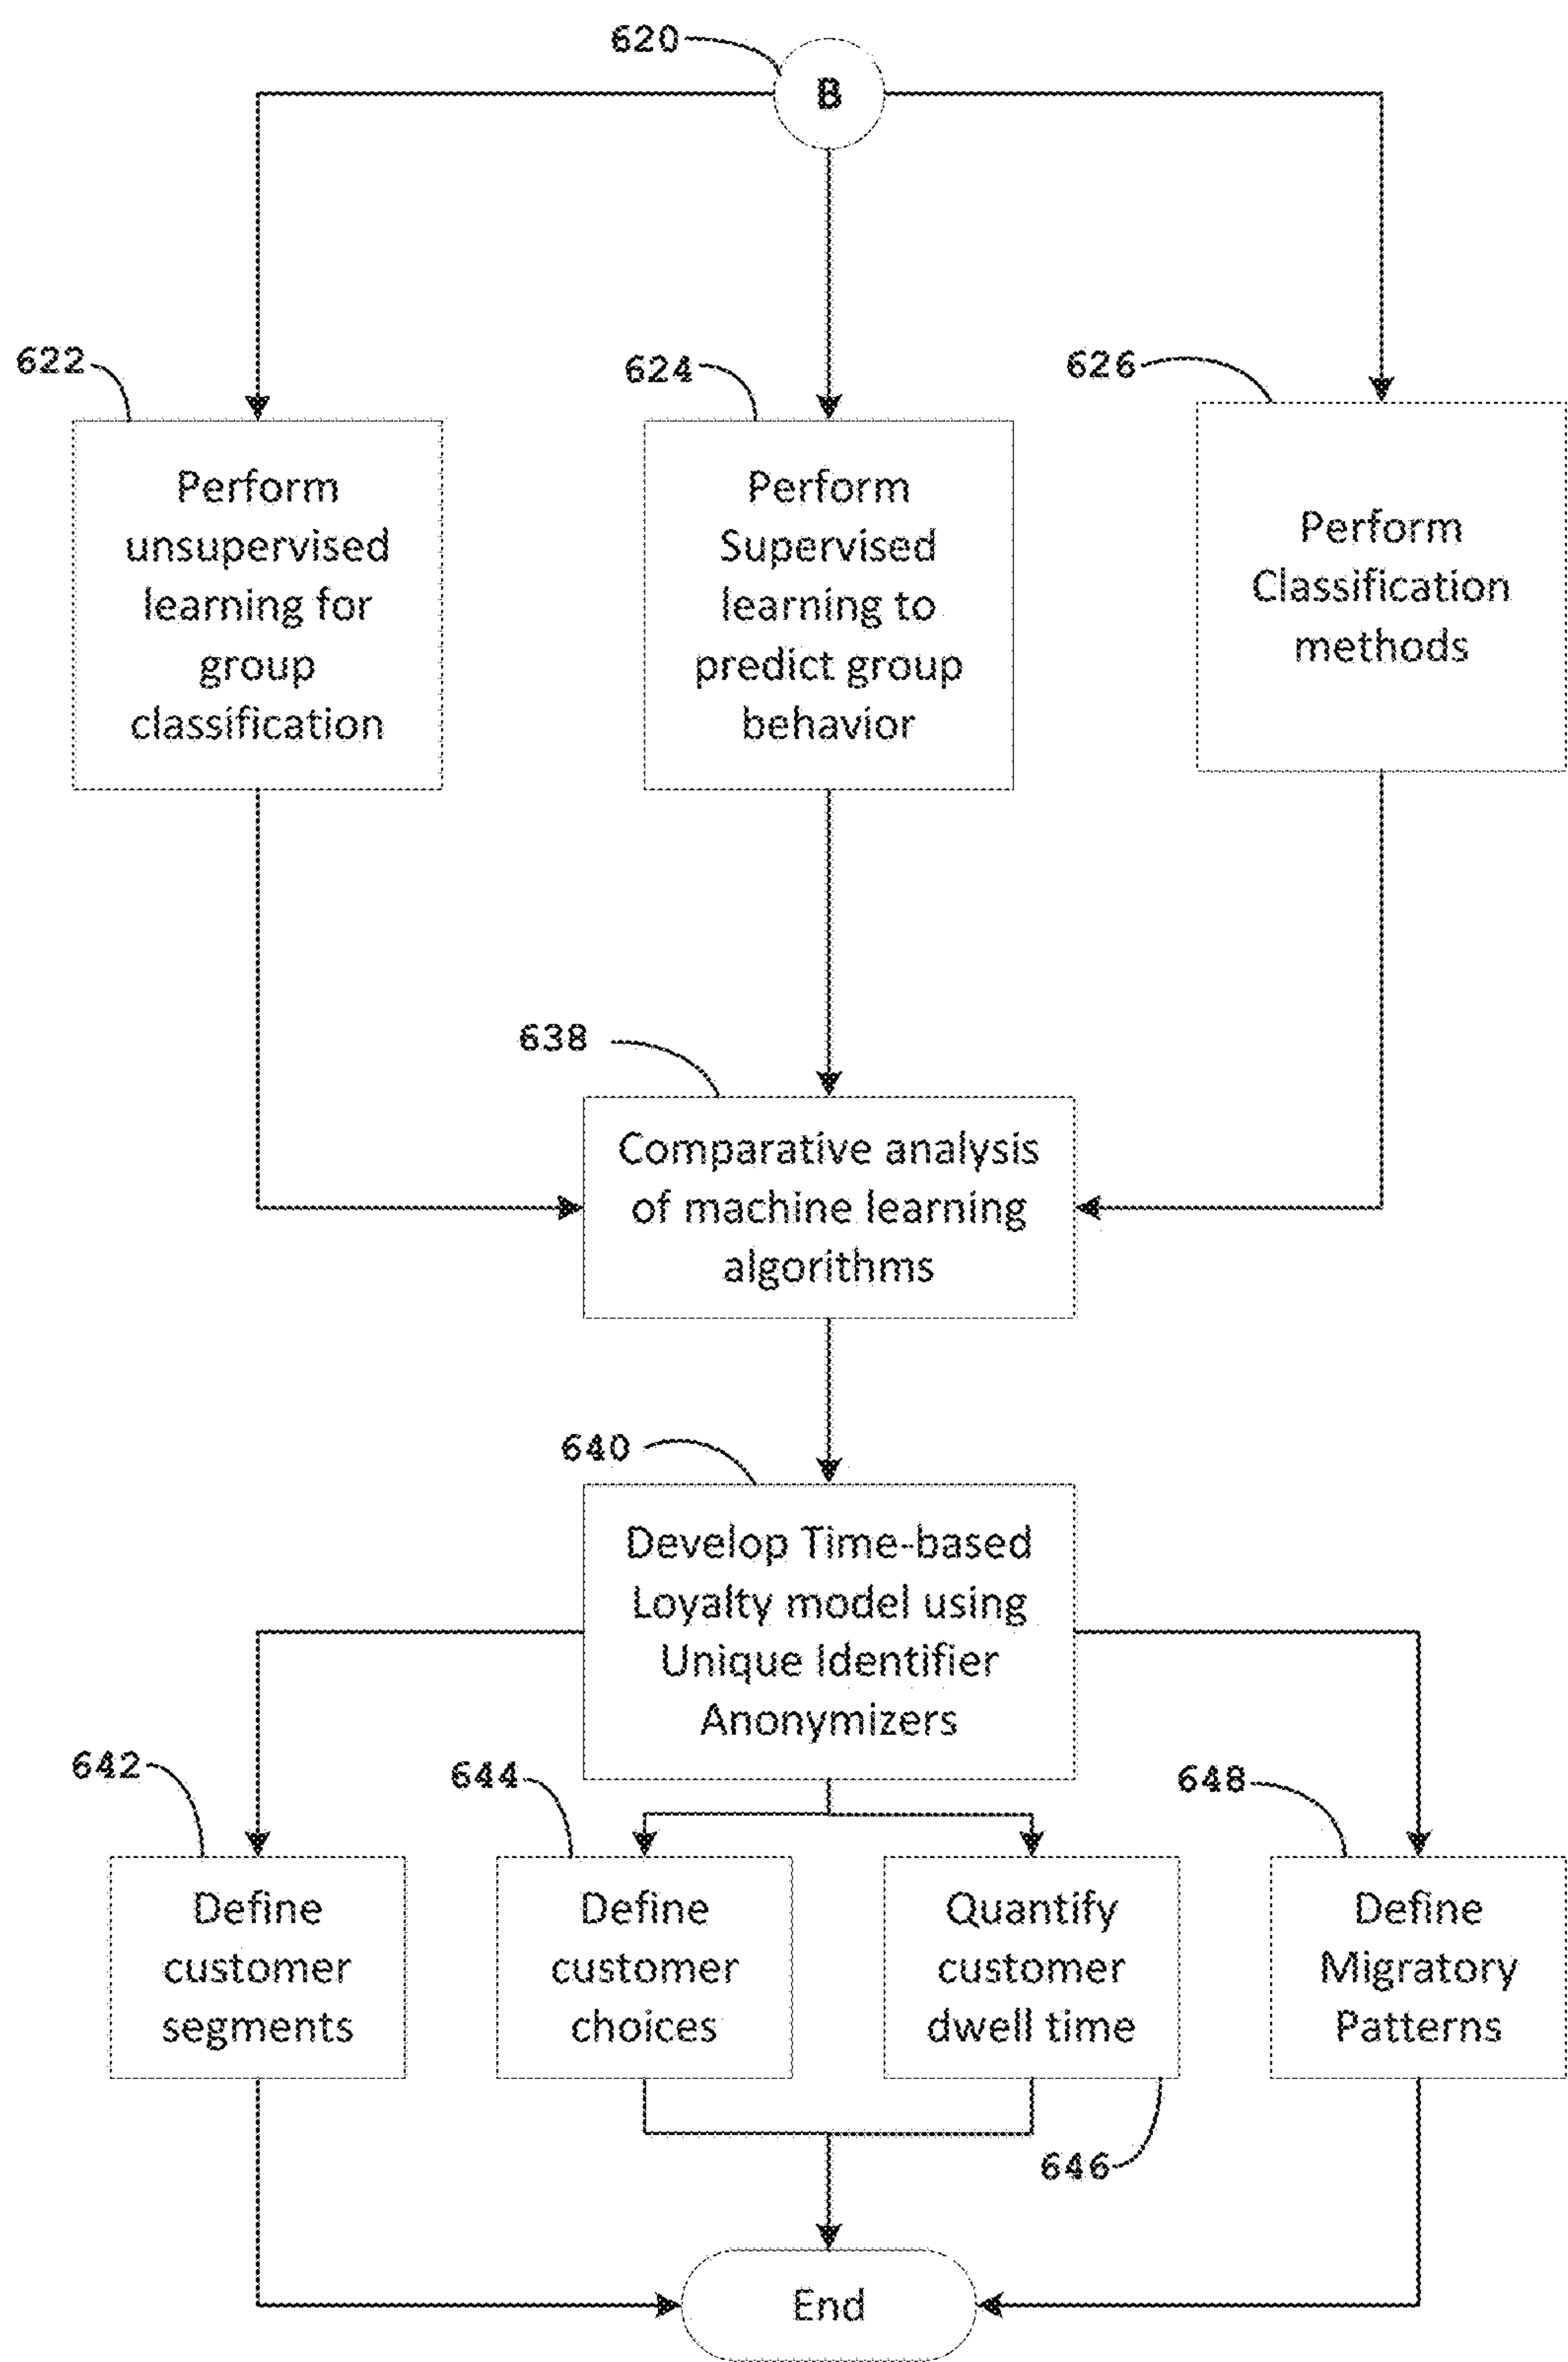 620
B
622
624
626
Perform
unsupervised
learning for
group
classification
Perform
Supervised
learning to
predict group
behavior
Perform
Classification
methods
638
Comparative analysis
of machine learning
algorithms
640
Develop Time-based
Loyalty model using
Unique Identifier
Anonymizers
642
644
648
Define
customer
segments
Define
customer
choices
Quantify
customer
dwell time
Define
Migratory
Patterns
646
End